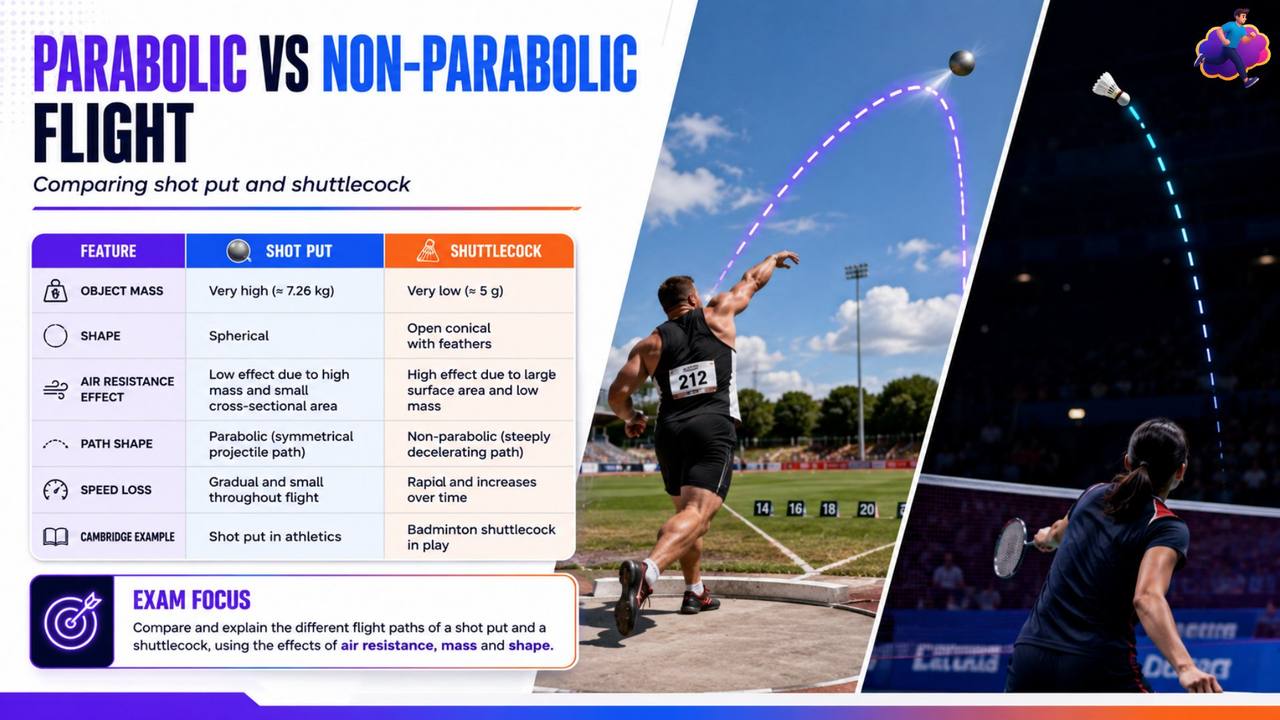 PARABOLIC VS NON-PARABOLIC
FLIGHT
Comparing shot put and shuttlecock
FEATURE
SHOT PUT
SHUTTLECOCK
OBJECT MASS
Very high (≈ 7.26 kg)
Very low (≈ 5 g)
SHAPE
Spherical
Open conical
with feathers
AIR RESISTANCE
EFFECT
Low effect due to high
mass and small
cross-sectional area
High effect due to large
surface area and low
mass
PATH SHAPE
Parabolic (symmetrical
projectile path)
Non-parabolic (steeply
decelerating path)
SPEED LOSS
Gradual and small
throughout flight
Rapid and increases
over time
CAMBRIDGE EXAMPLE
Shot put in athletics
Badminton shuttlecock
in play
EXAM FOCUS
Compare and explain the different flight paths of a shot put and a
shuttlecock, using the effects of air resistance, mass and shape.
212
14 16 18 20